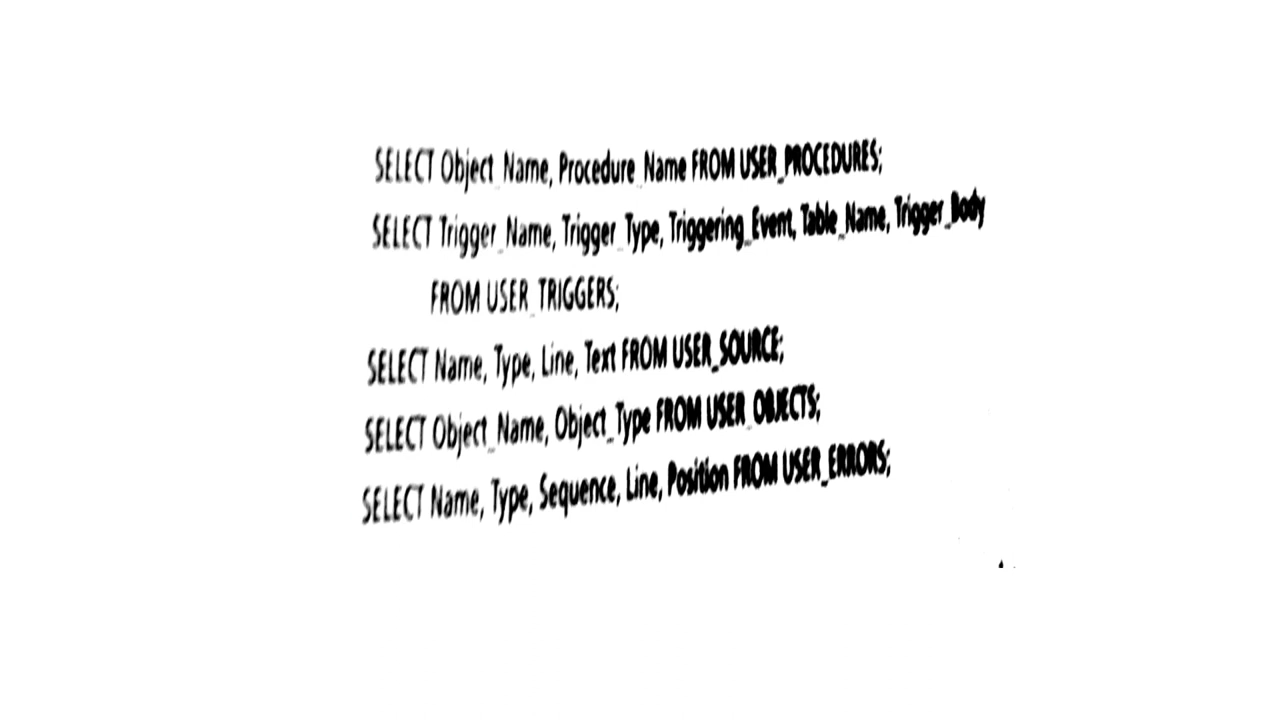 SELECT Object_Name, Procedure_Name FROM USER_PROCEDURES;
SELECT Trigger_Name, Trigger_Type, Triggering_Event, Table_Name, Trigger_Body
FROM USER_TRIGGERS;
SELECT Name, Type, Line, Text FROM USER_SOURCE;
SELECT Object_Name, Object_Type FROM USER_OBJECTS;
SELECT Name, Type, Sequence, Line, Position FROM USER_ERRORS;